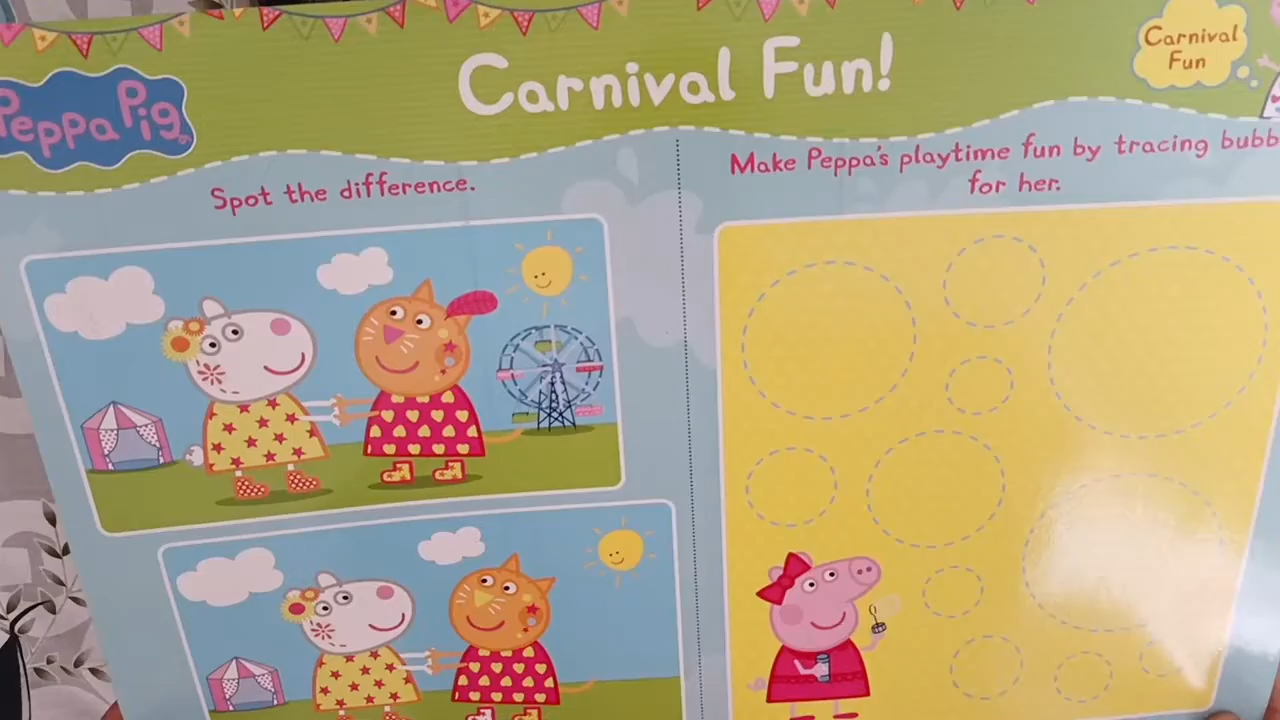 Peppa Pig
Carnival Fun!
Carnival
Fun
Spot the difference.
Make Peppa's playtime fun by tracing
for her.